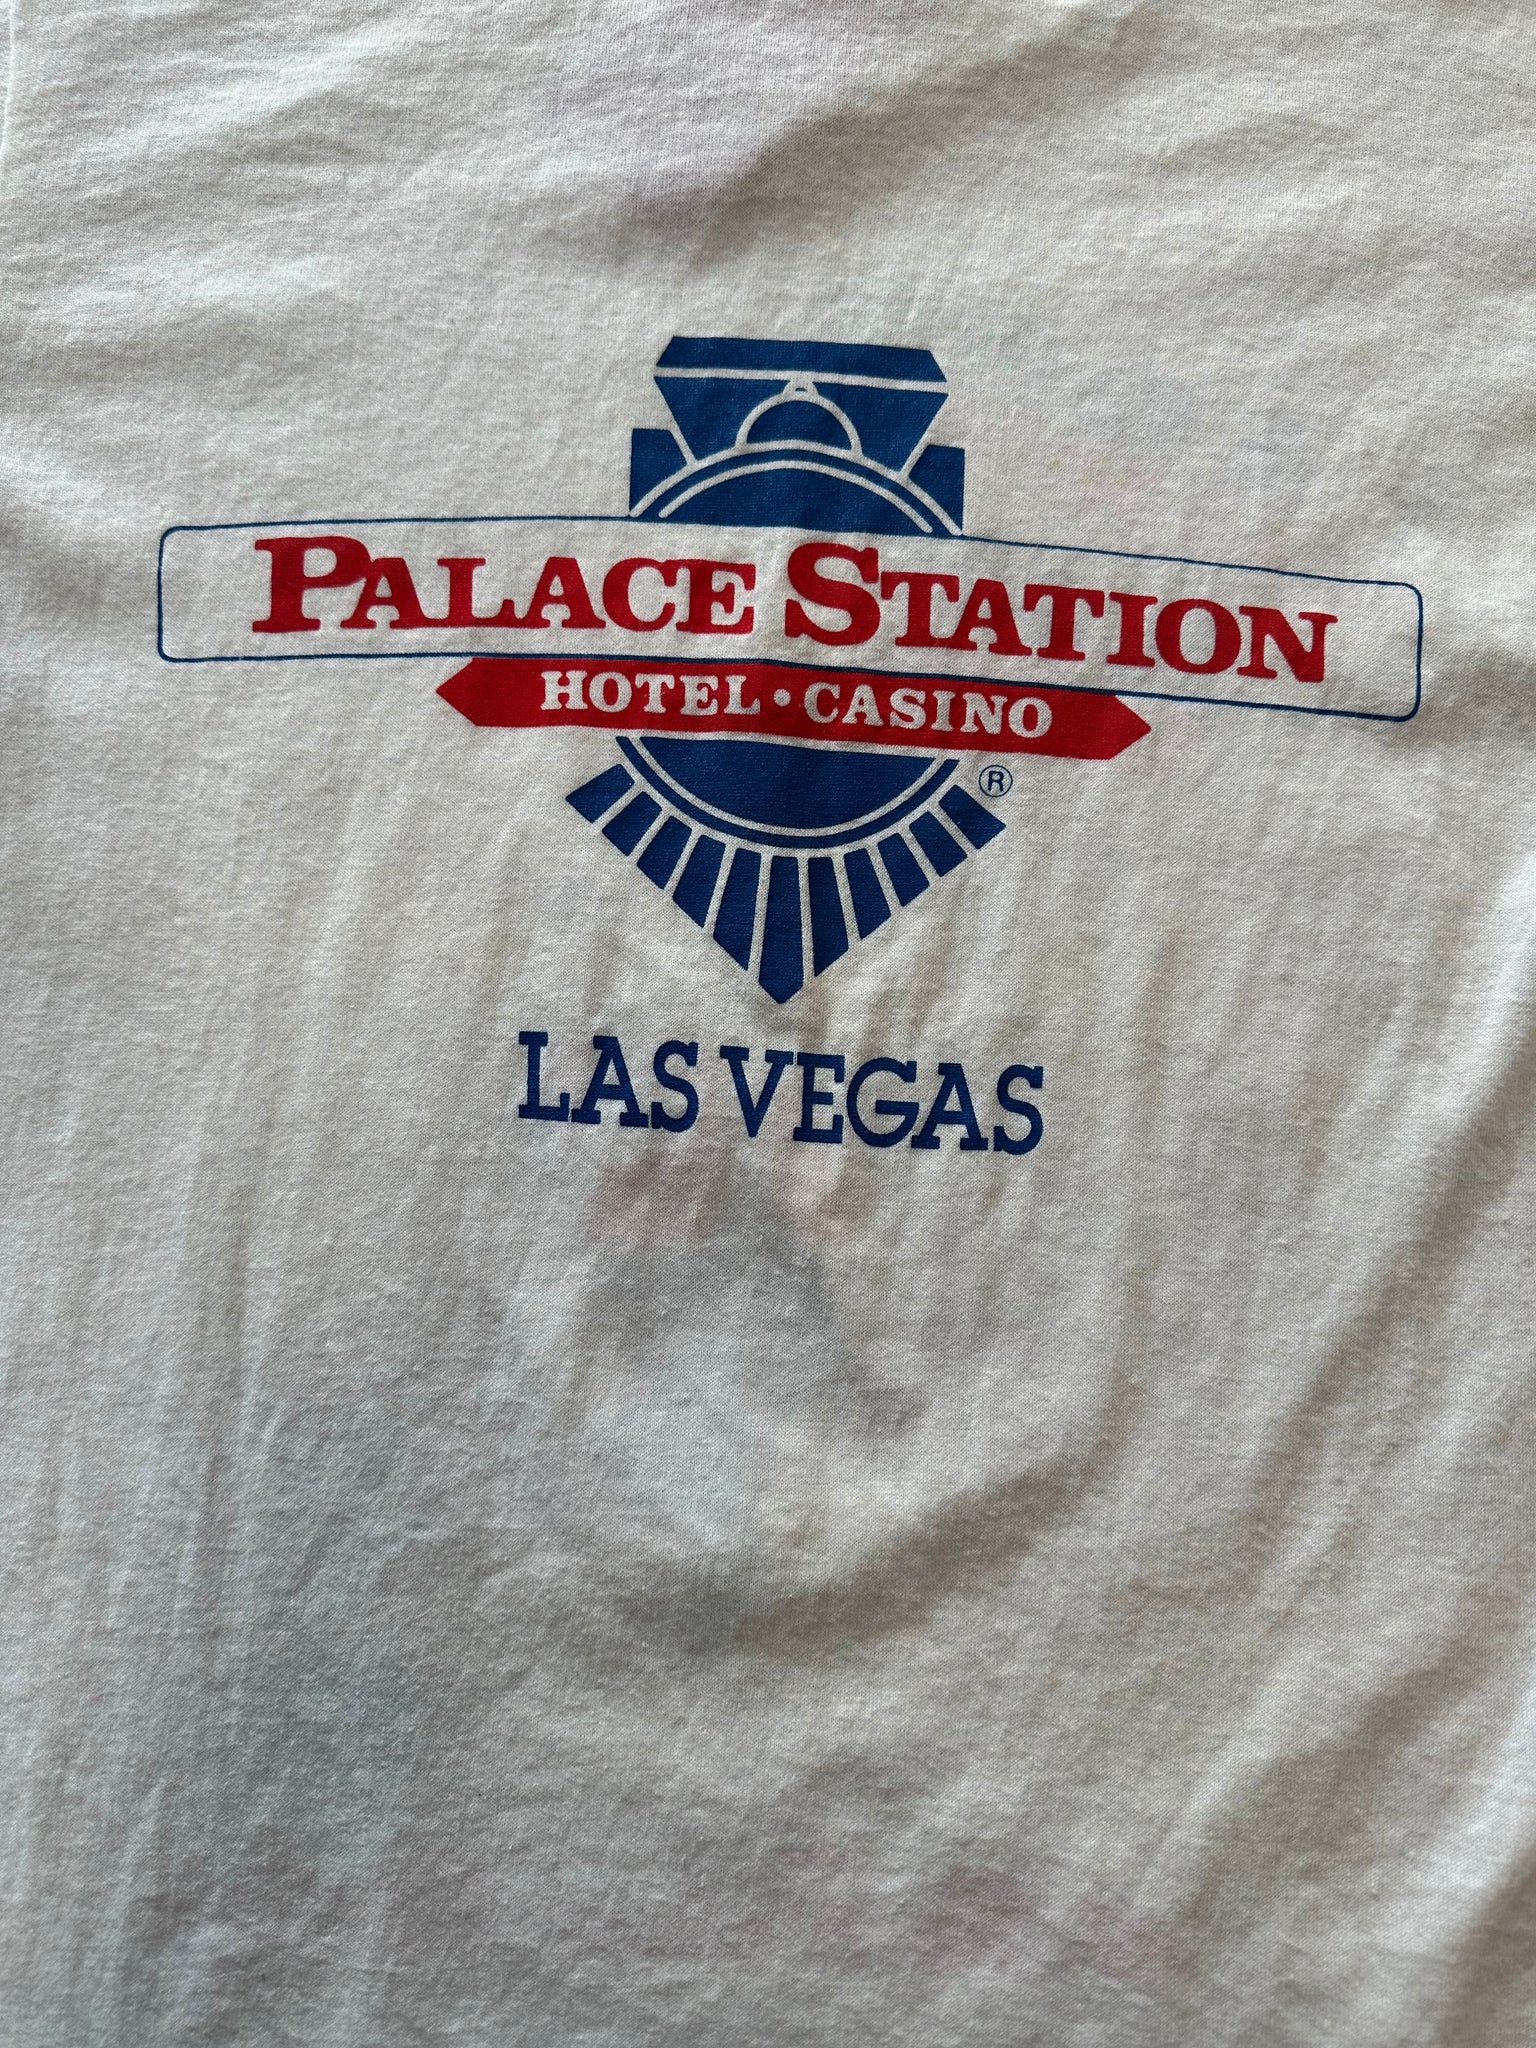 PALACE STATION
HOTEL • CASINO
®
LAS VEGAS